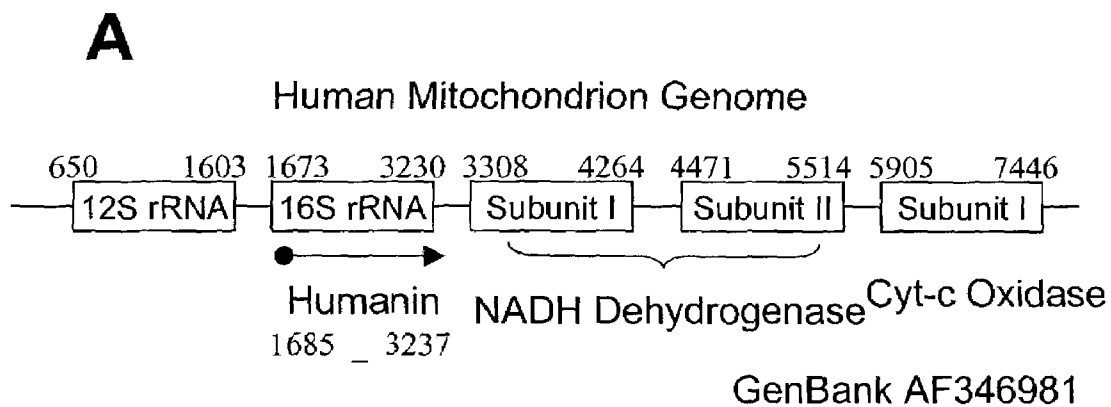 A
Human Mitochondrion Genome
650 1603 1673 3230 3308 4264 4471 5514 5905 7446
12S rRNA 16S rRNA Subunit I Subunit II Subunit I
Humanin NADH Dehydrogenase Cyt-c Oxidase
1685 _ 3237
GenBank AF346981